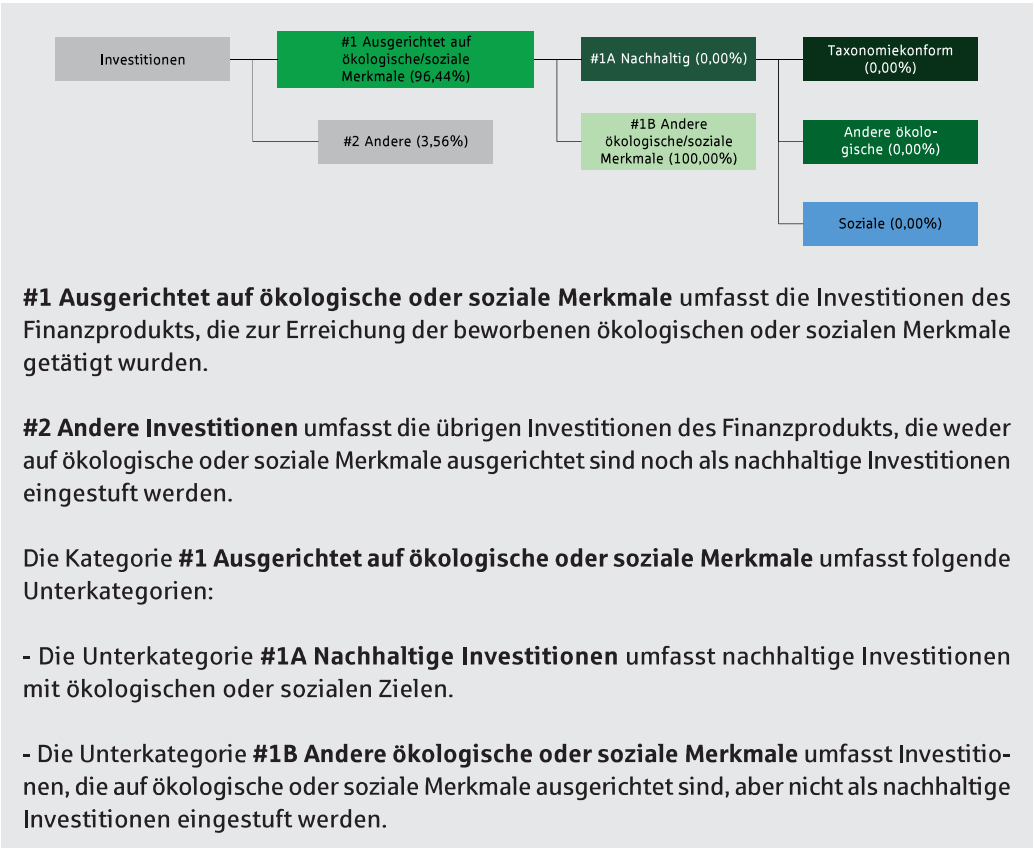 Investitionen
#1 Ausgerichtet auf
ökologische/soziale
Merkmale (96,44%)
#1A Nachhaltig (0,00%)
Taxonomiekonform
(0,00%)
#2 Andere (3,56%)
#1B Andere
ökologische/soziale
Merkmale (100,00%)
Andere ökolo-
gische (0,00%)
Soziale (0,00%)
#1 Ausgerichtet auf ökologische oder soziale Merkmale umfasst die Investitionen des
Finanzprodukts, die zur Erreichung der beworbenen ökologischen oder sozialen Merkmale
getätigt wurden.
#2 Andere Investitionen umfasst die übrigen Investitionen des Finanzprodukts, die weder
auf ökologische oder soziale Merkmale ausgerichtet sind noch als nachhaltige Investitionen
eingestuft werden.
Die Kategorie #1 Ausgerichtet auf ökologische oder soziale Merkmale umfasst folgende
Unterkategorien:
- Die Unterkategorie #1A Nachhaltige Investitionen umfasst nachhaltige Investitionen
mit ökologischen oder sozialen Zielen.
- Die Unterkategorie #1B Andere ökologische oder soziale Merkmale umfasst Investitio-
nen, die auf ökologische oder soziale Merkmale ausgerichtet sind, aber nicht als nachhaltige
Investitionen eingestuft werden.